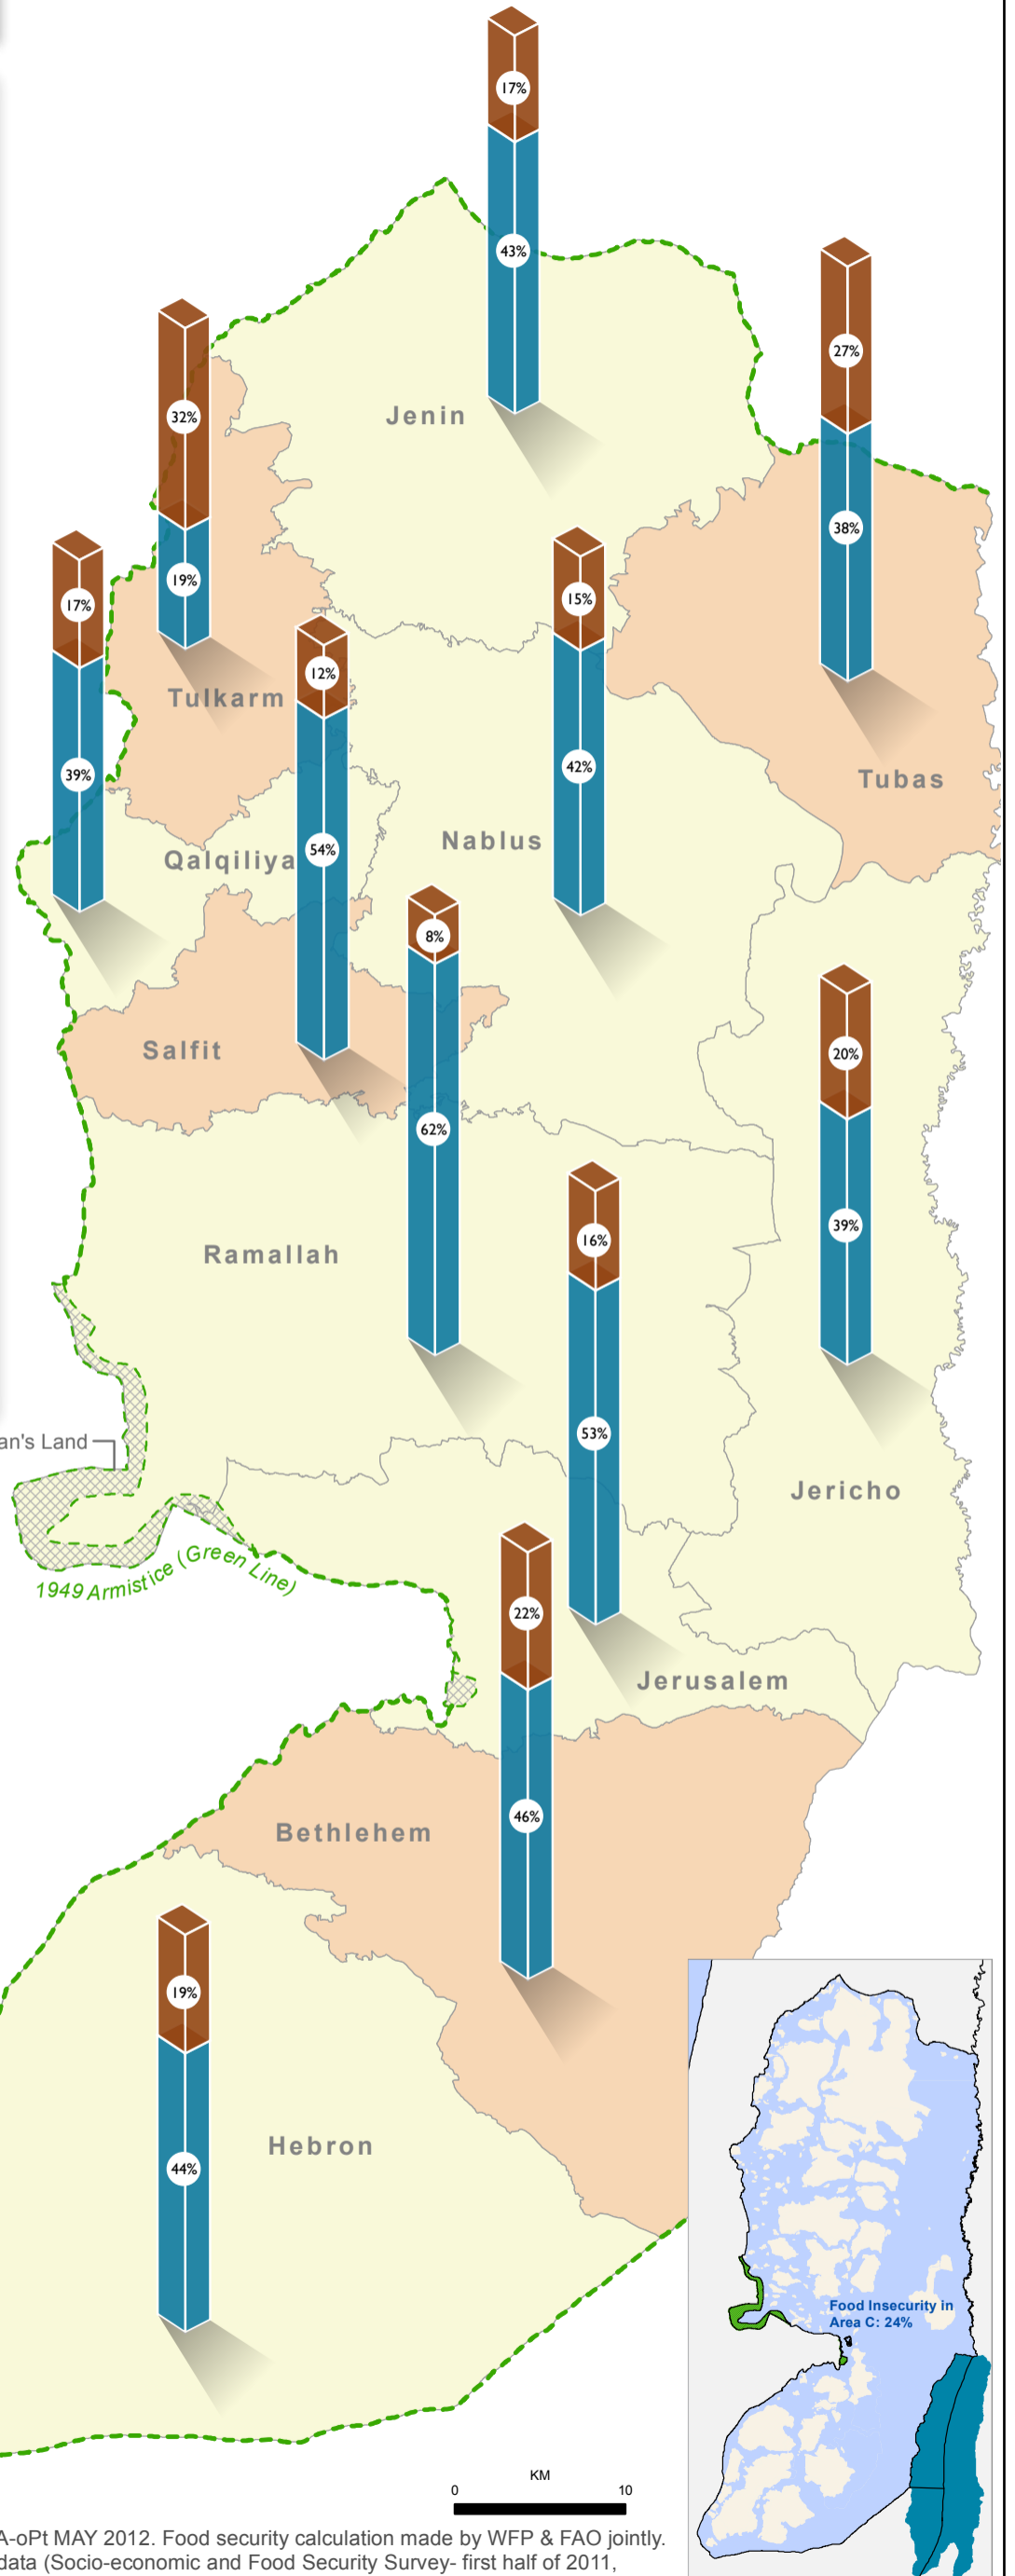 17%
43%
27%
32%
Jenin
38%
15%
19%
17%
12%
Tulkarm
42%
39%
Tubas
Nablus
54%
Qalqiliya
8%
Salfit
20%
62%
39%
16%
Ramallah
53%
an's Land
Jericho
1949 Armistice (Green Line)
22%
Jerusalem
46%
Bethlehem
19%
Hebron
44%
Food Insecurity in
Area C: 24%
KM
0 10
A-oPt MAY 2012. Food security calculation made by WFP & FAO jointly.
data (Socio-economic and Food Security Survey- first half of 2011,